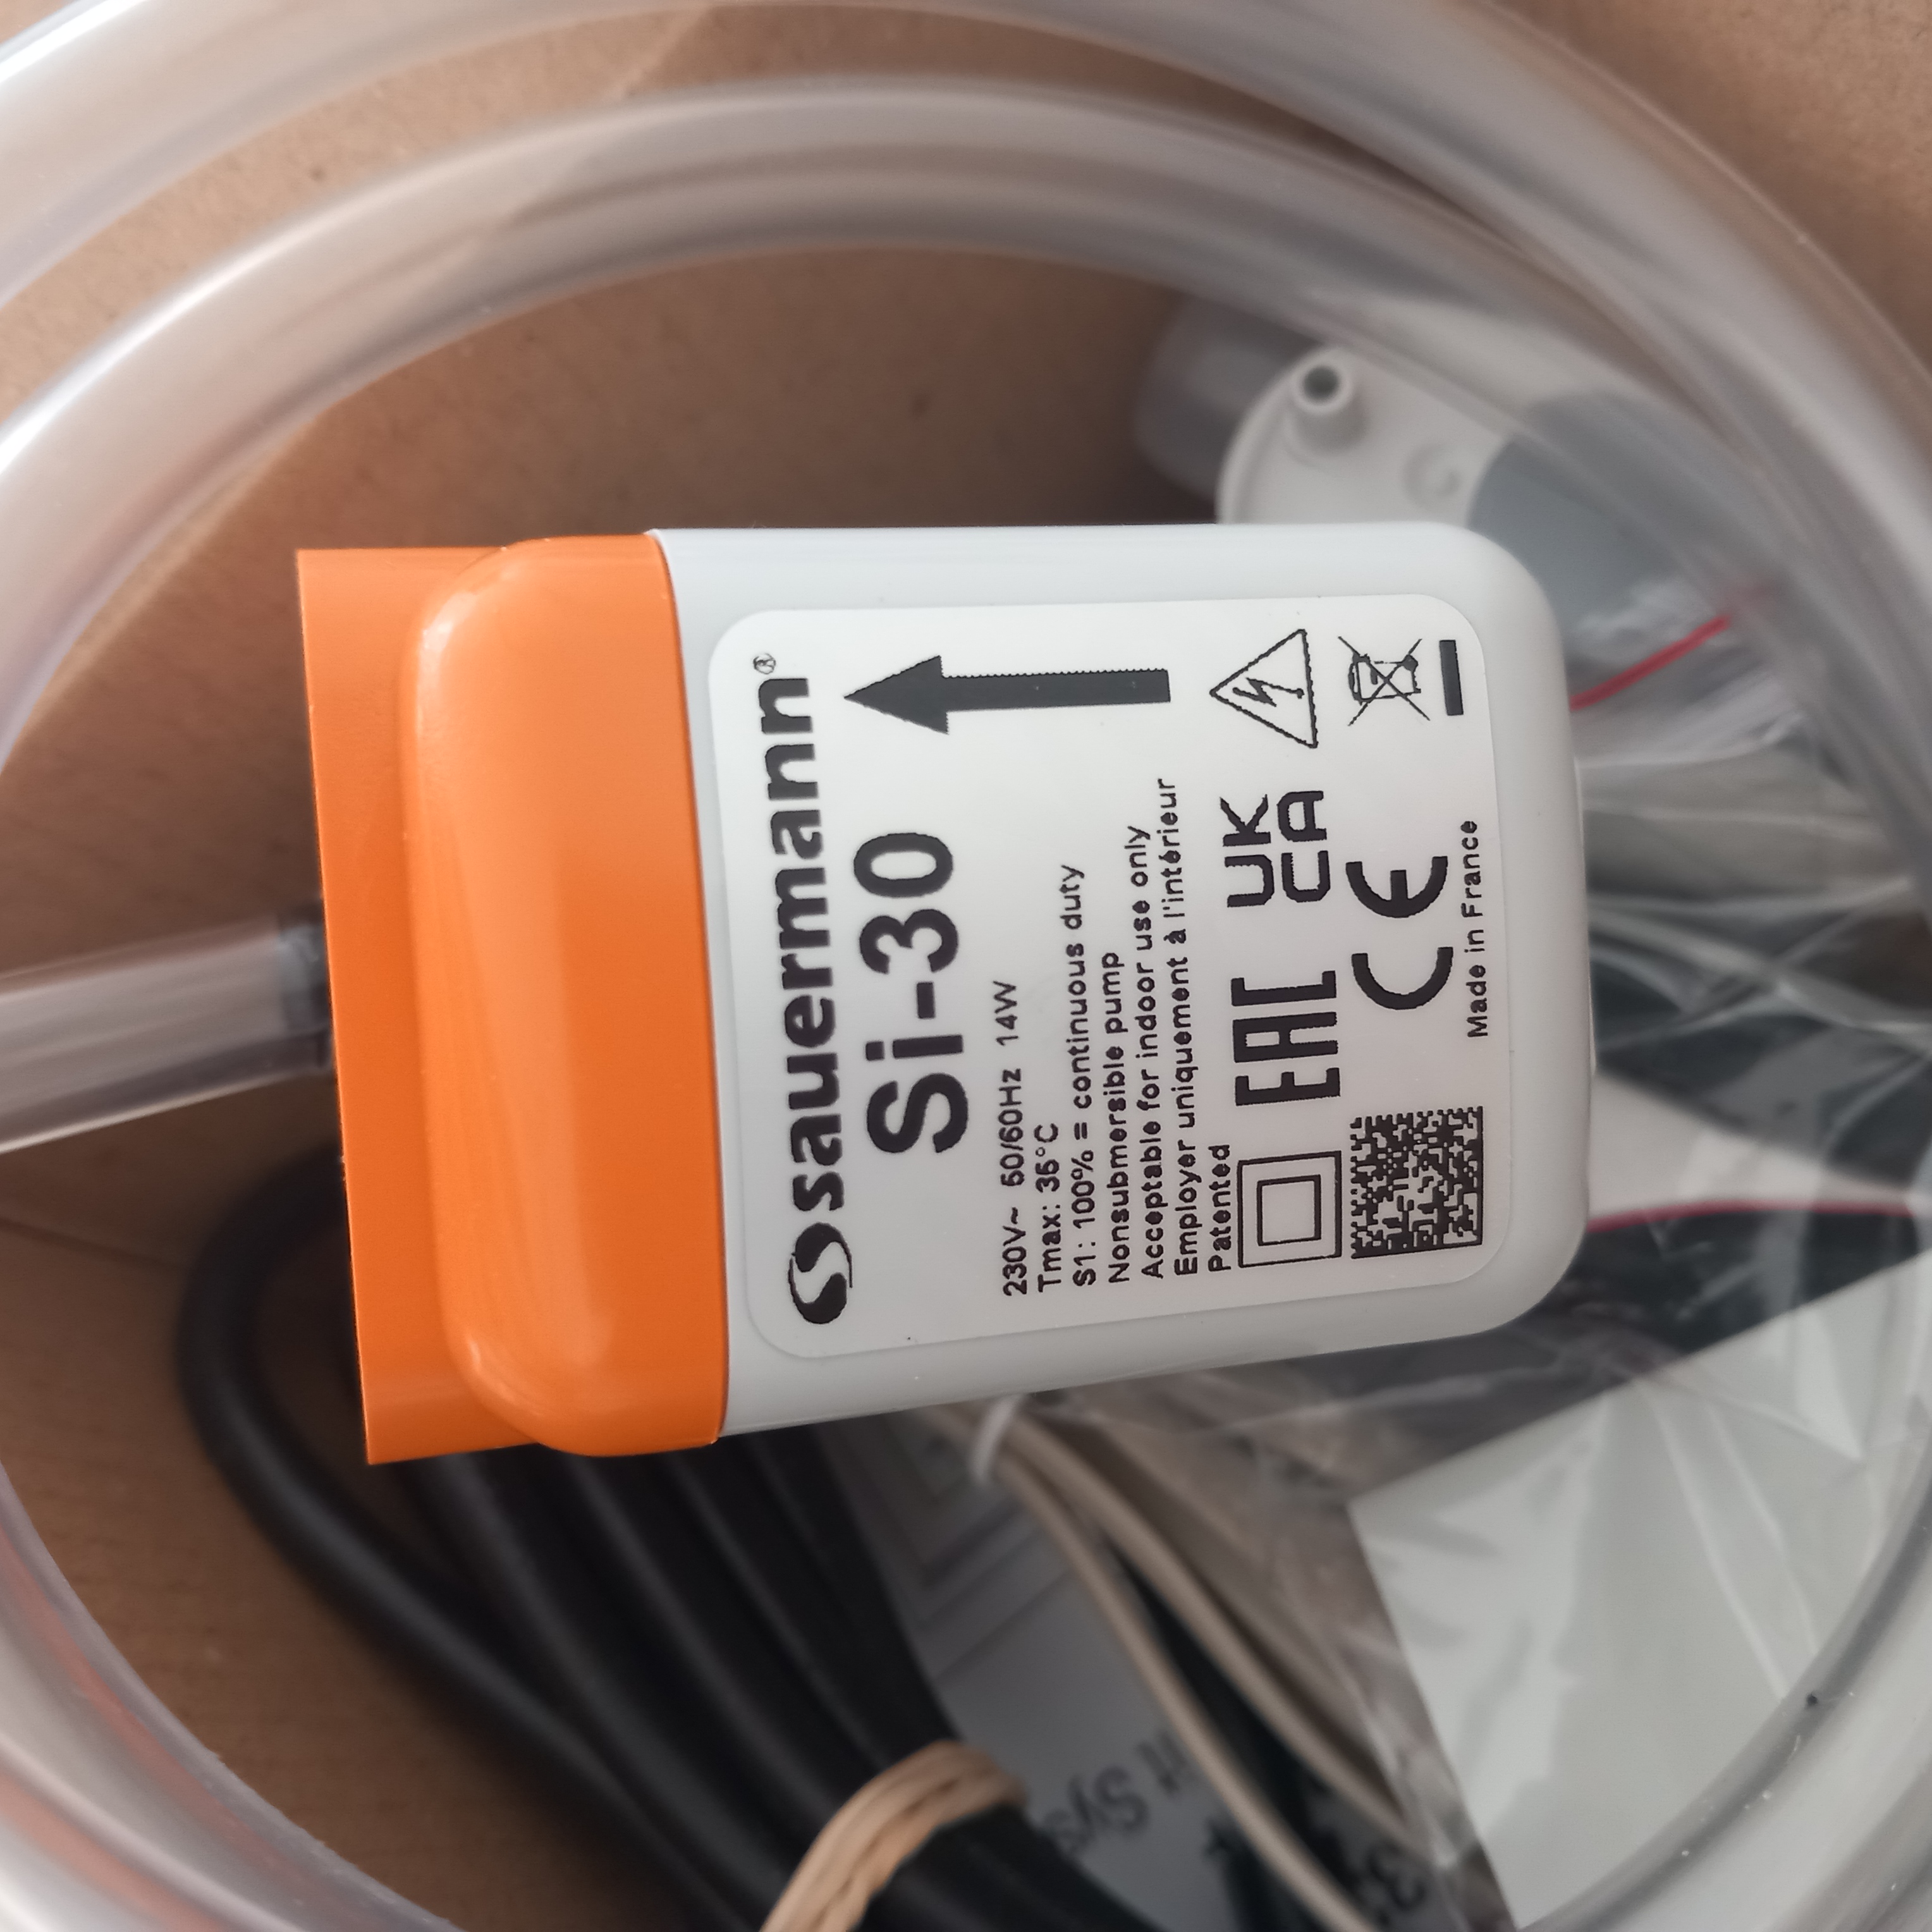 sauermann®
Si-30
230V~ 50/60Hz 14W
Tmax: 35°C
S1: 100% = continuous duty
Nonsubmersible pump
Acceptable for indoor use only
Employer uniquement à l'intérieur
Patented
EAC
UK
CA
CE
Made in France